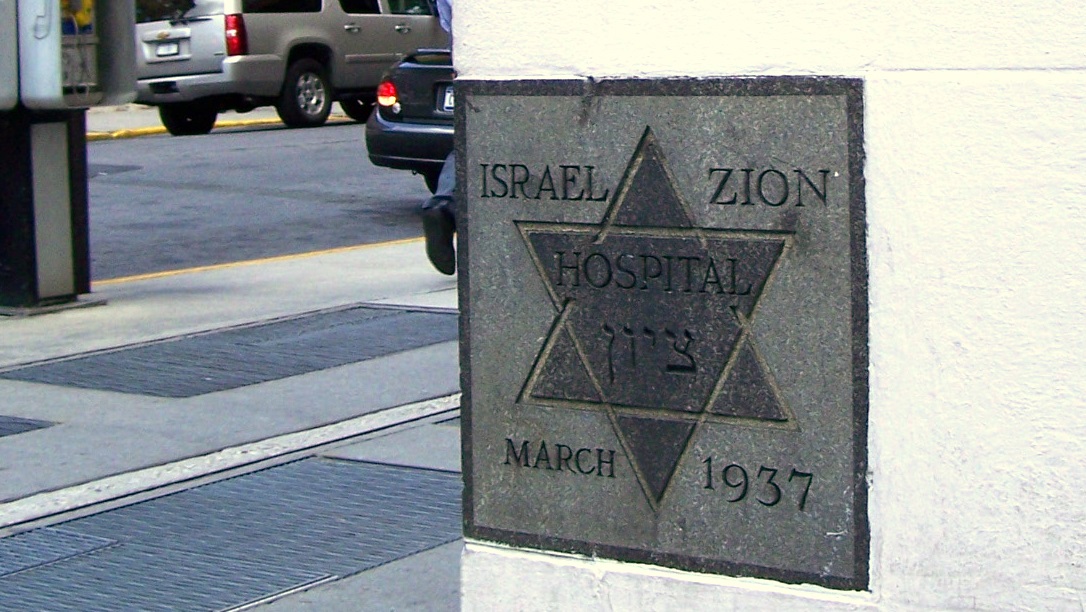 ISRAEL ZION
HOSPITAL
ציון
MARCH 1937